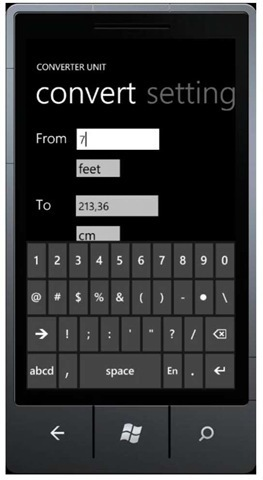 CONVERTER UNIT
convert setting
From 7
feet
To 213,36
cm
1 2 3 4 5 6 7 8 9 0
@ # $ % & ( ) - \
! ; : ' " ? /
abcd , space En .